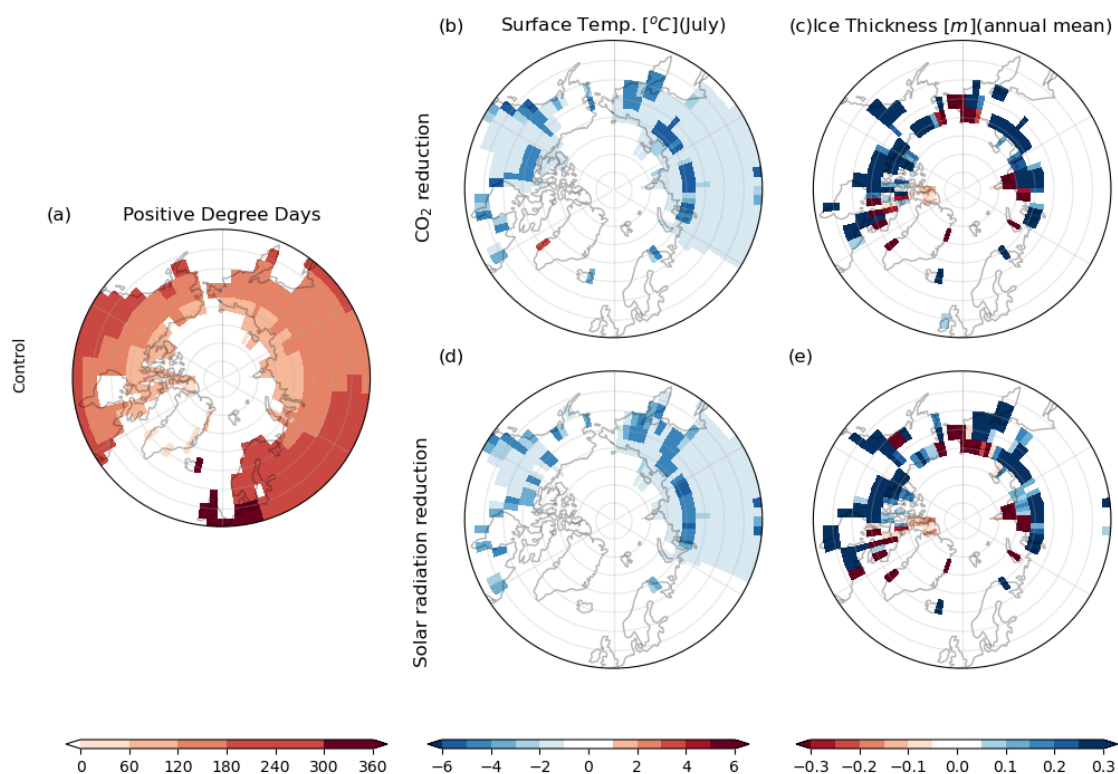 (b) Surface Temp. [°C](July)
(c)Ice Thickness [m](annual mean)
CO₂ reduction
(a) Positive Degree Days
Control
(d)
(e)
Solar radiation reduction
0 60 120 180 240 300 360
−6 −4 −2 0 2 4 6
−0.3 −0.2 −0.1 0.0 0.1 0.2 0.3